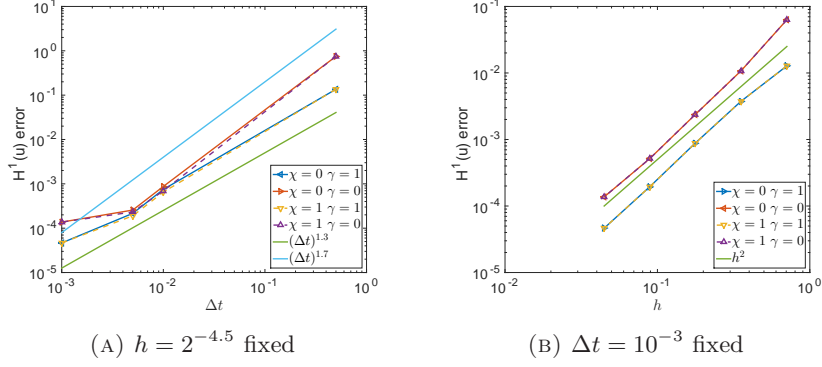 10^1
10^0
10^-1
10^-2
10^-3
10^-4
10^-5
H^1(u) error
10^-3
10^-2
10^-1
10^0
Δt
χ = 0 γ = 1
χ = 0 γ = 0
χ = 1 γ = 1
χ = 1 γ = 0
(Δt)^1.3
(Δt)^1.7
(A) h = 2^−4.5 fixed
10^-1
10^-2
10^-3
10^-4
10^-5
H^1(u) error
10^-2
10^-1
10^0
h
χ = 0 γ = 1
χ = 0 γ = 0
χ = 1 γ = 1
χ = 1 γ = 0
h^2
(B) Δt = 10^−3 fixed